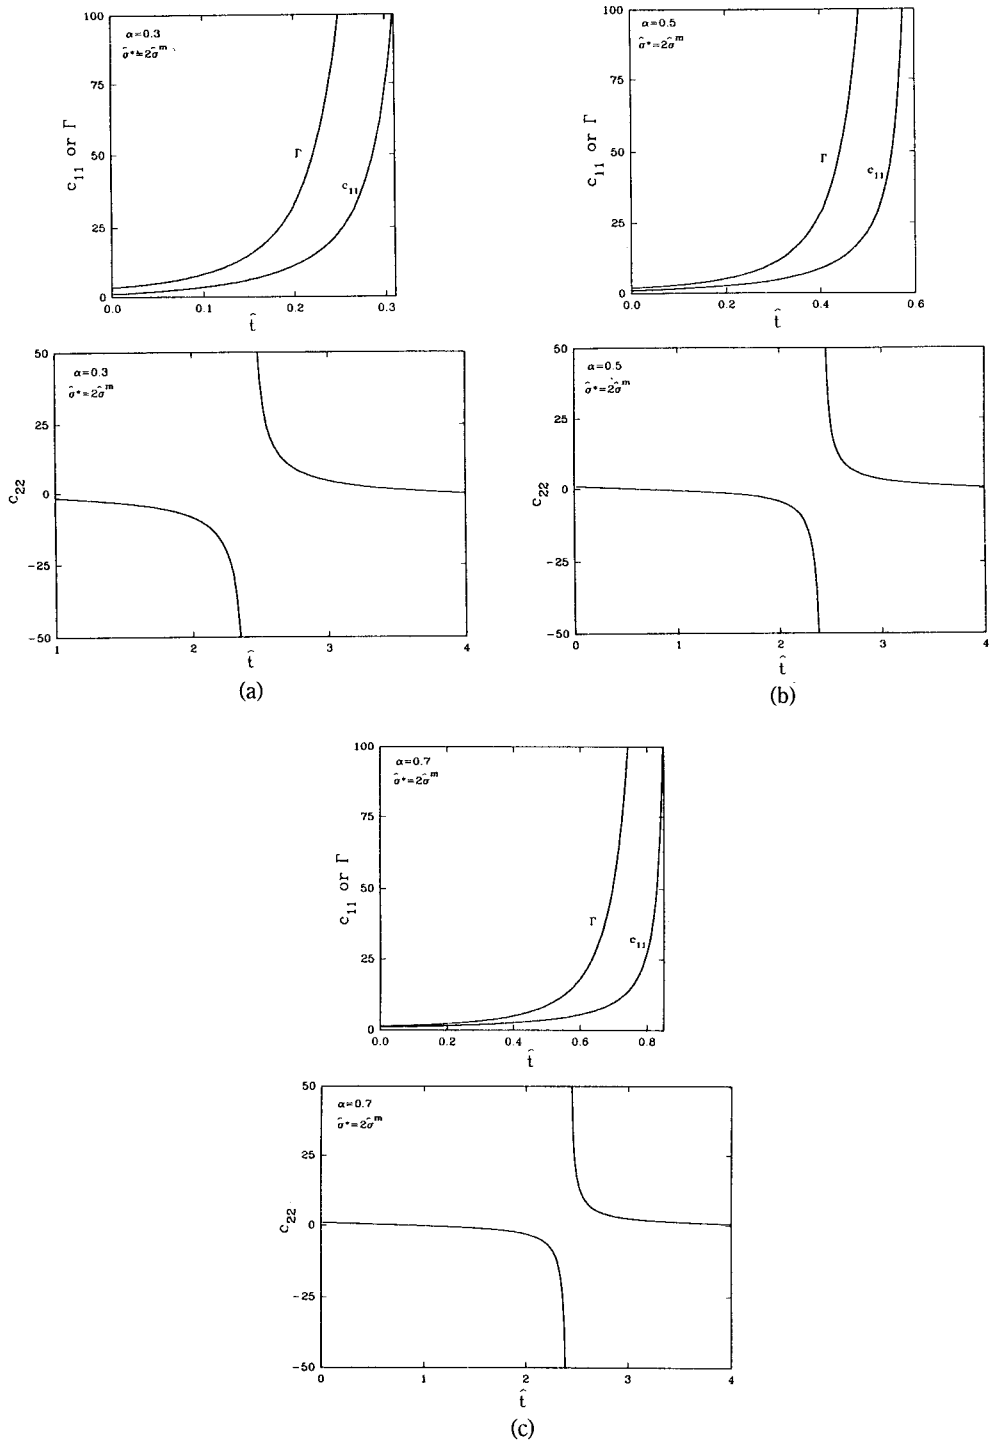 α=0.3
σ̂*=2σ̂ᵐ
100
75
50
25
0
c₁₁ or Γ
Γ
c₁₁
0.0 0.1 0.2 0.3
t̂
α=0.5
σ̂*=2σ̂ᵐ
100
75
50
25
0
c₁₁ or Γ
Γ
c₁₁
0.0 0.2 0.4 0.6
t̂
α=0.3
σ̂*=2σ̂ᵐ
50
25
0
-25
-50
c₂₂
1 2 3 4
t̂
(a)
α=0.5
σ̂*=2σ̂ᵐ
50
25
0
-25
-50
c₂₂
0 1 2 3 4
t̂
(b)
α=0.7
σ̂*=2σ̂ᵐ
100
75
50
25
0
c₁₁ or Γ
Γ
c₁₁
0.0 0.2 0.4 0.6 0.8
t̂
α=0.7
σ̂*=2σ̂ᵐ
50
25
0
-25
-50
c₂₂
0 1 2 3 4
t̂
(c)